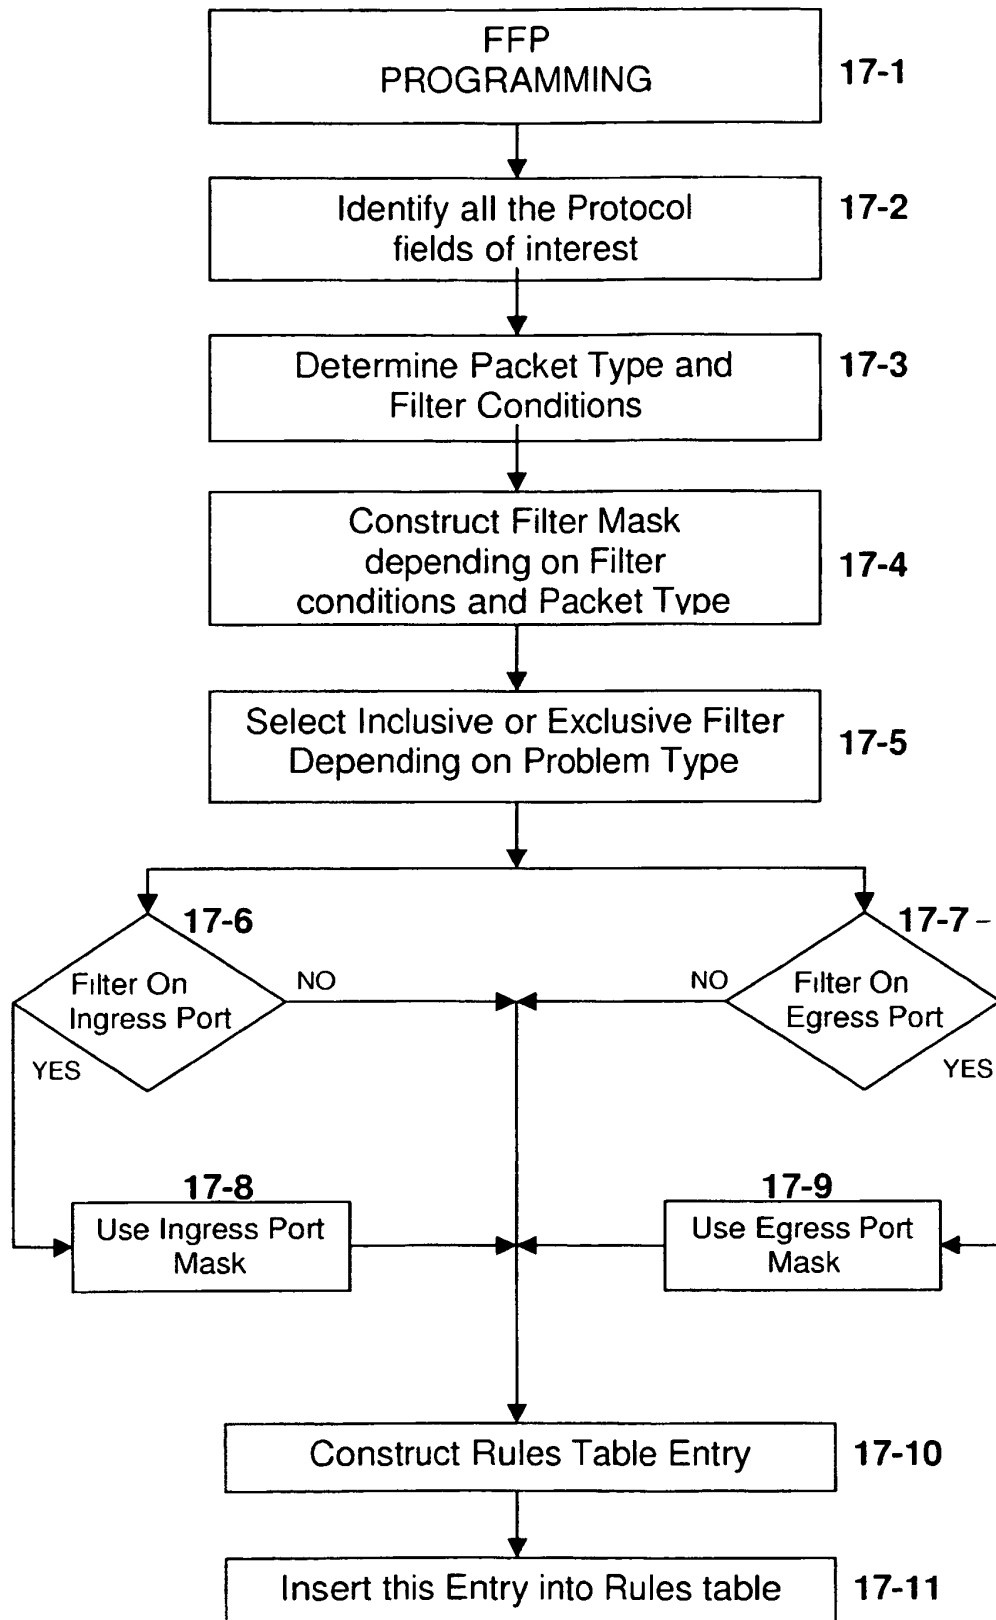 FFP
PROGRAMMING
17-1
Identify all the Protocol
fields of interest
17-2
Determine Packet Type and
Filter Conditions
17-3
Construct Filter Mask
depending on Filter
conditions and Packet Type
17-4
Select Inclusive or Exclusive Filter
Depending on Problem Type
17-5
17-6
Filter On
Ingress Port
NO
YES
17-7
NO
Filter On
Egress Port
YES
17-8
Use Ingress Port
Mask
17-9
Use Egress Port
Mask
Construct Rules Table Entry
17-10
Insert this Entry into Rules table
17-11